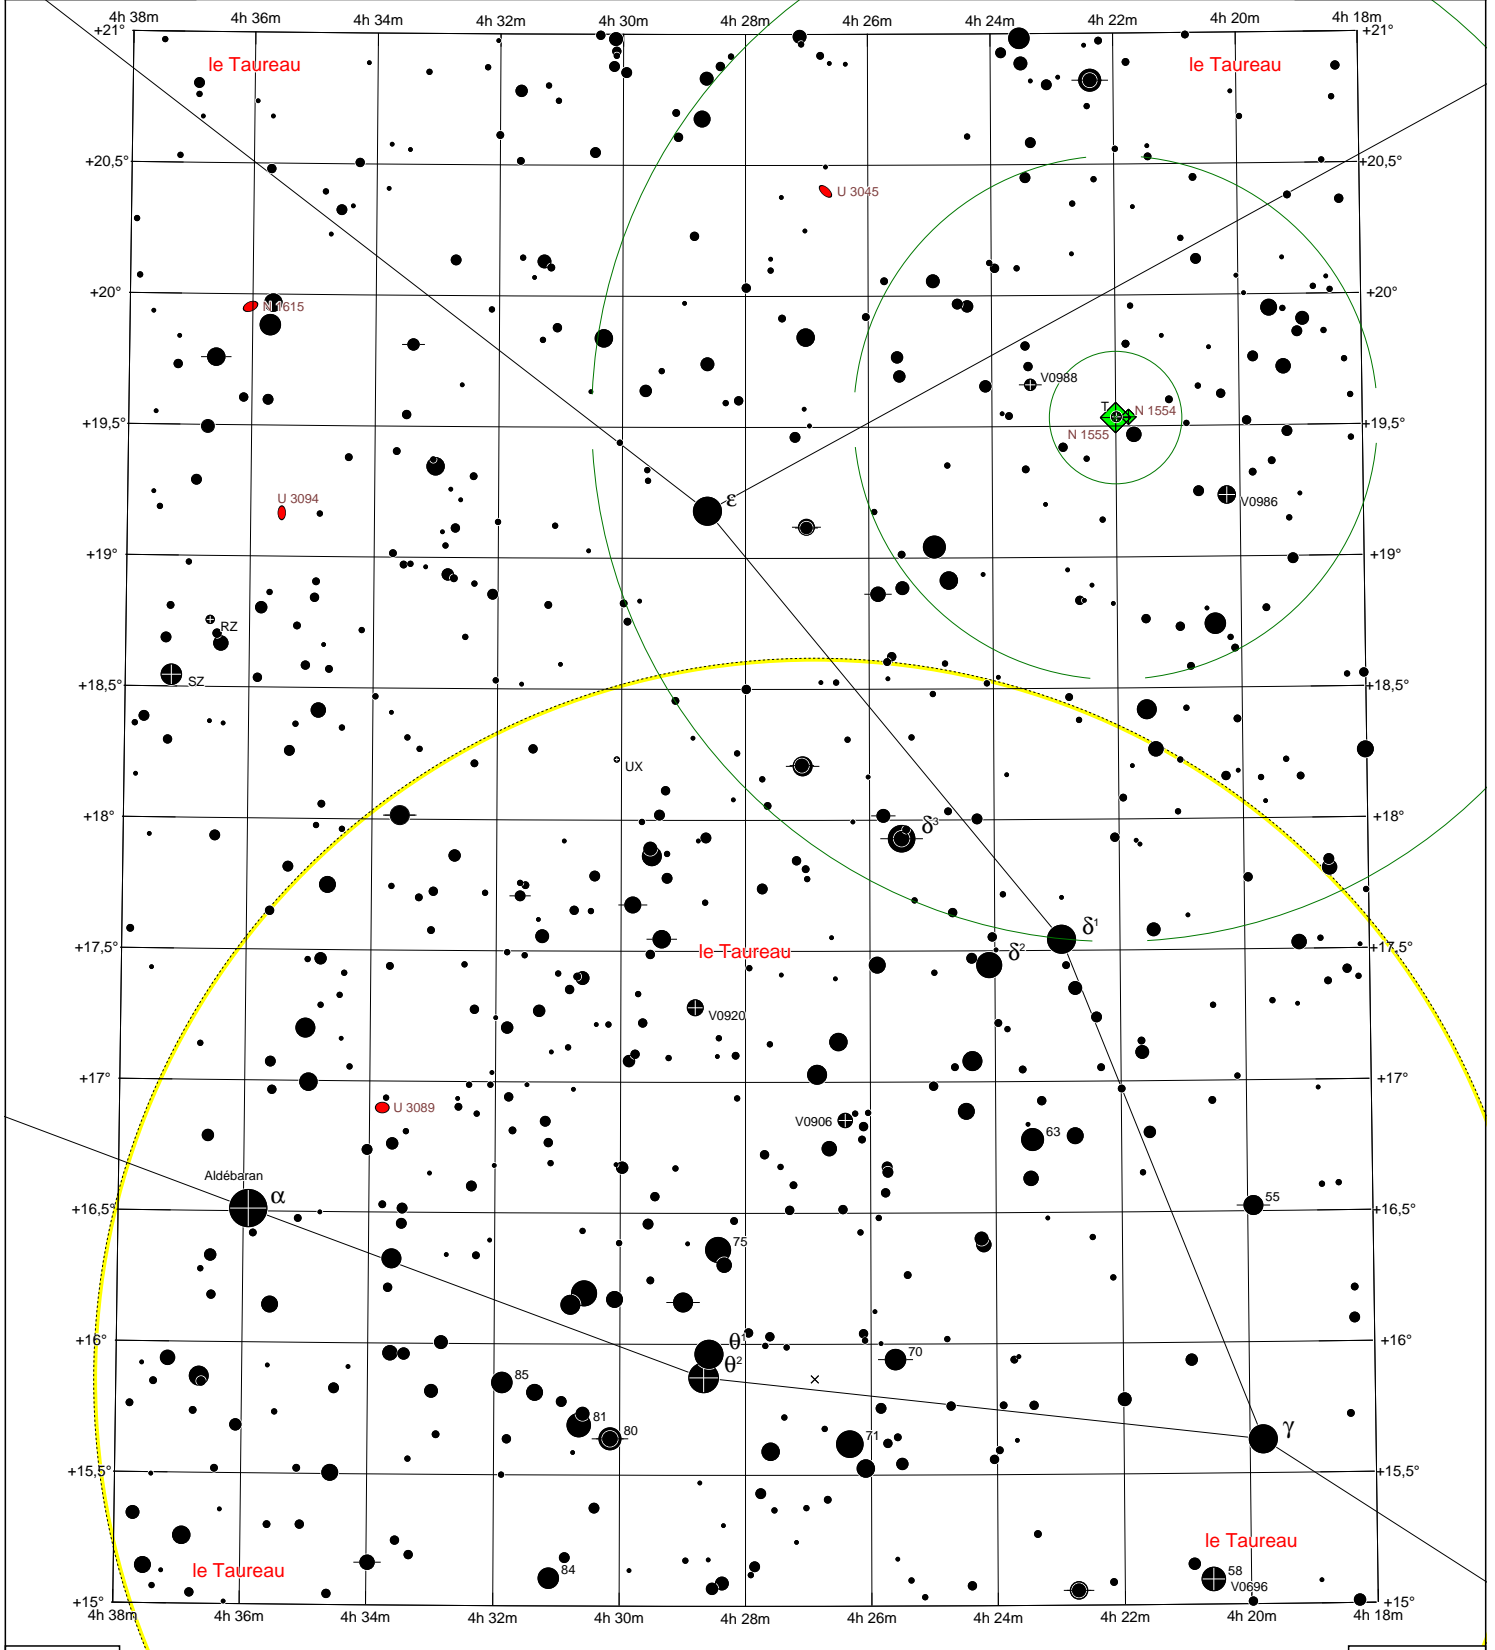 4h 38m 4h 36m 4h 34m 4h 32m 4h 30m 4h 28m 4h 26m 4h 24m 4h 22m 4h 20m 4h 18m
+21° +21°
le Taureau le Taureau
+20,5° +20,5°
U 3045
+20° +20°
N 1615
V0988
T N 1554
+19,5° +19,5°
N 1555
U 3094
ε V0986
+19° +19°
RZ
SZ
+18,5° +18,5°
UX
+18° +18°
δ3
δ1
+17,5° le Taureau δ2 +17,5°
V0920
+17° +17°
U 3089
V0906 63
Aldébaran
α 55
+16,5° +16,5°
75
+16° θ1 +16°
θ2 70
85
81 80 71 γ
+15,5° +15,5°
le Taureau
le Taureau 84 58
V0696
+15° +15°
4h 38m 4h 36m 4h 34m 4h 32m 4h 30m 4h 28m 4h 26m 4h 24m 4h 22m 4h 20m 4h 18m